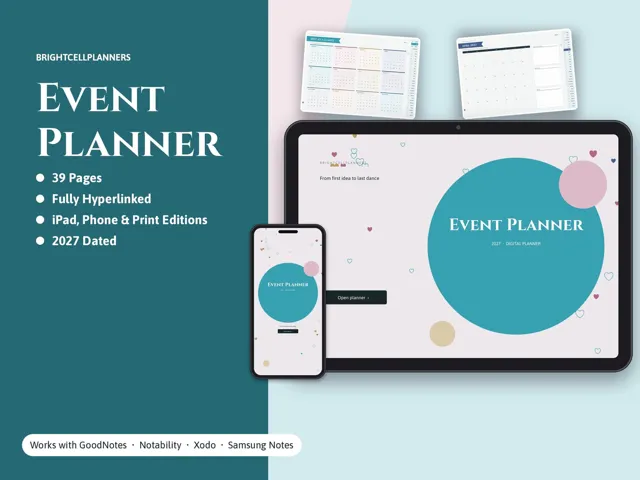 BRIGHTCELLPLANNERS
EVENT
PLANNER
39 Pages
Fully Hyperlinked
iPad, Phone & Print Editions
2027 Dated
From first idea to last dance
EVENT PLANNER
2027 · DIGITAL PLANNER
Open planner
EVENT PLANNER
Works with GoodNotes · Notability · Xodo · Samsung Notes